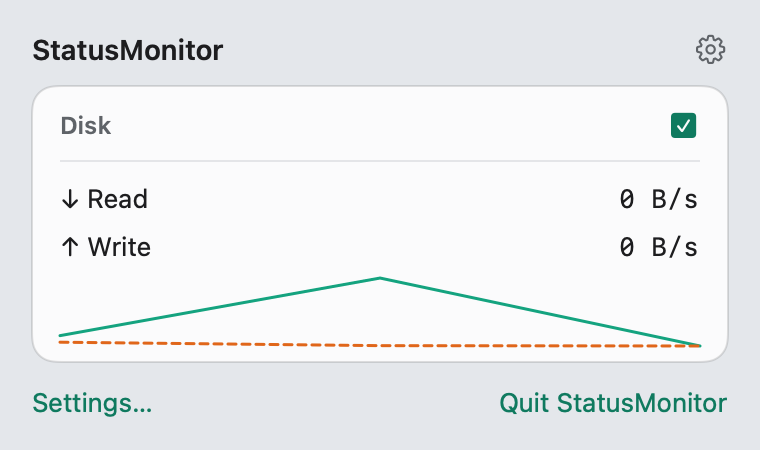 StatusMonitor
Disk
↓ Read 0 B/s
↑ Write 0 B/s
Settings... Quit StatusMonitor